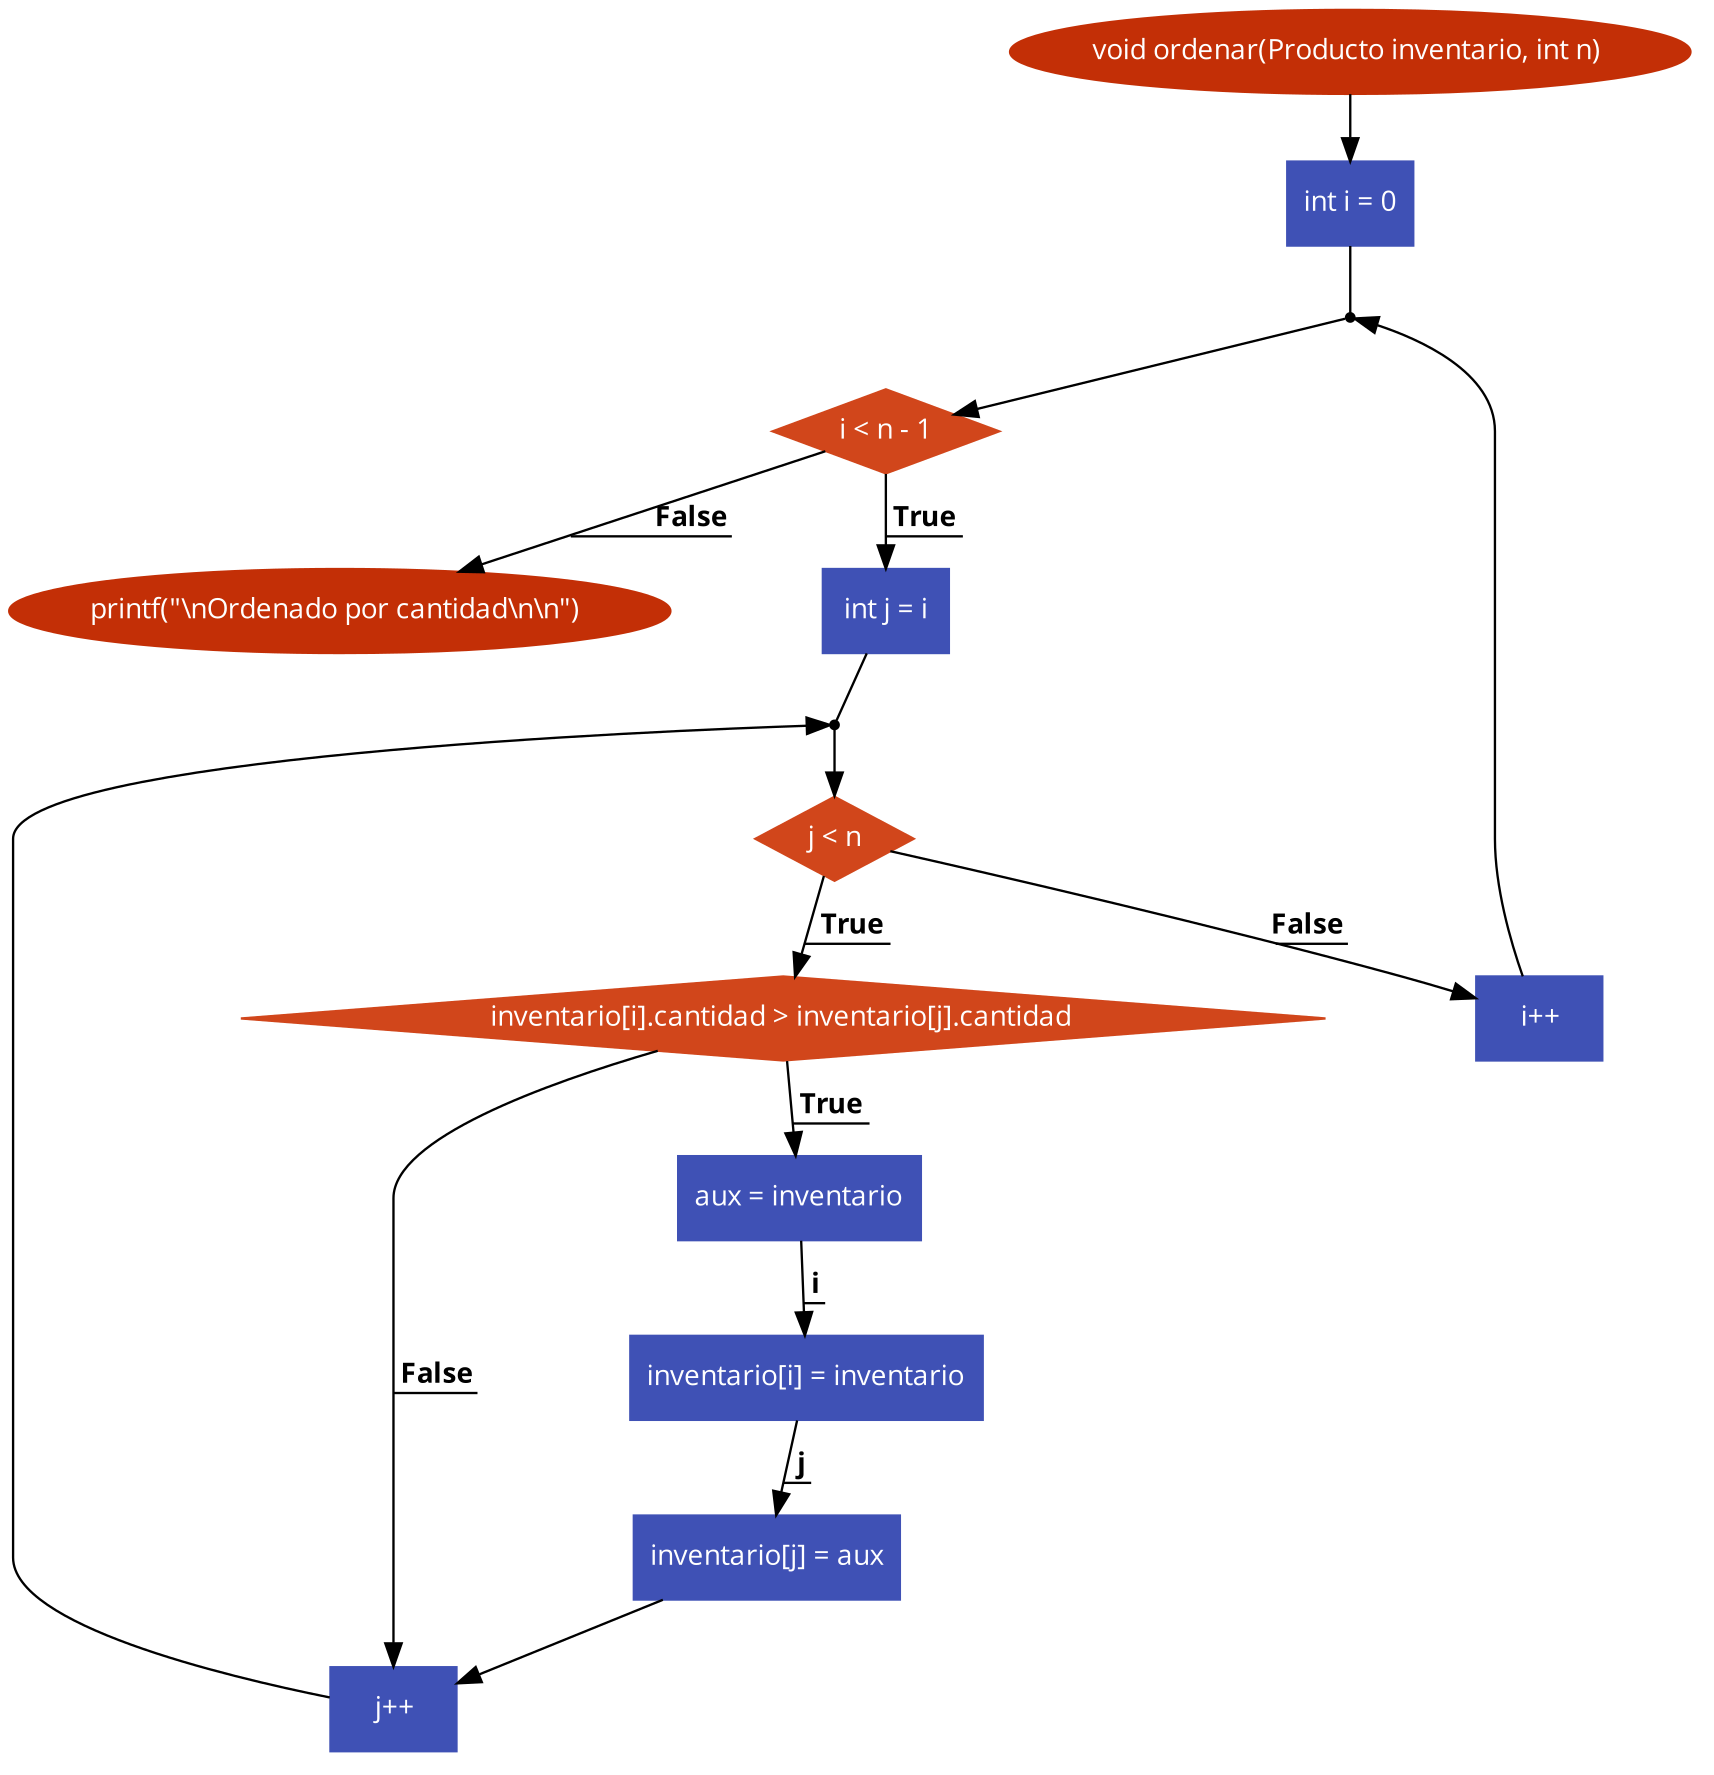 void ordenar(Producto inventario, int n)
int i = 0
i < n - 1
False
True
printf("\nOrdenado por cantidad\n\n")
int j = i
j < n
True
False
inventario[i].cantidad > inventario[j].cantidad
i++
True
aux = inventario
i
inventario[i] = inventario
False
j
inventario[j] = aux
j++